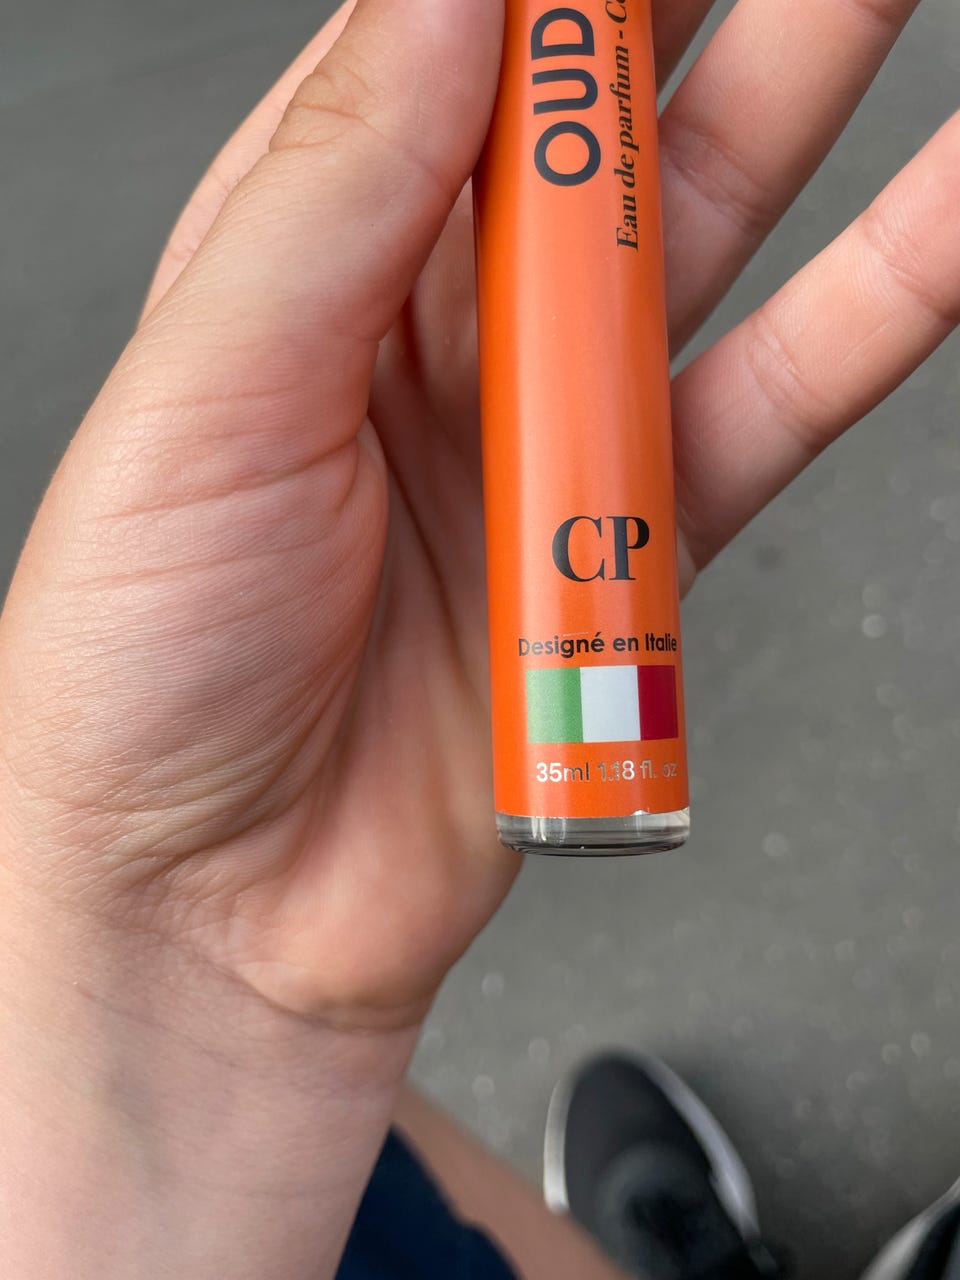 OUD
Eau de parfum -
CP
Designé en Italie
35ml 1.18 fl. oz